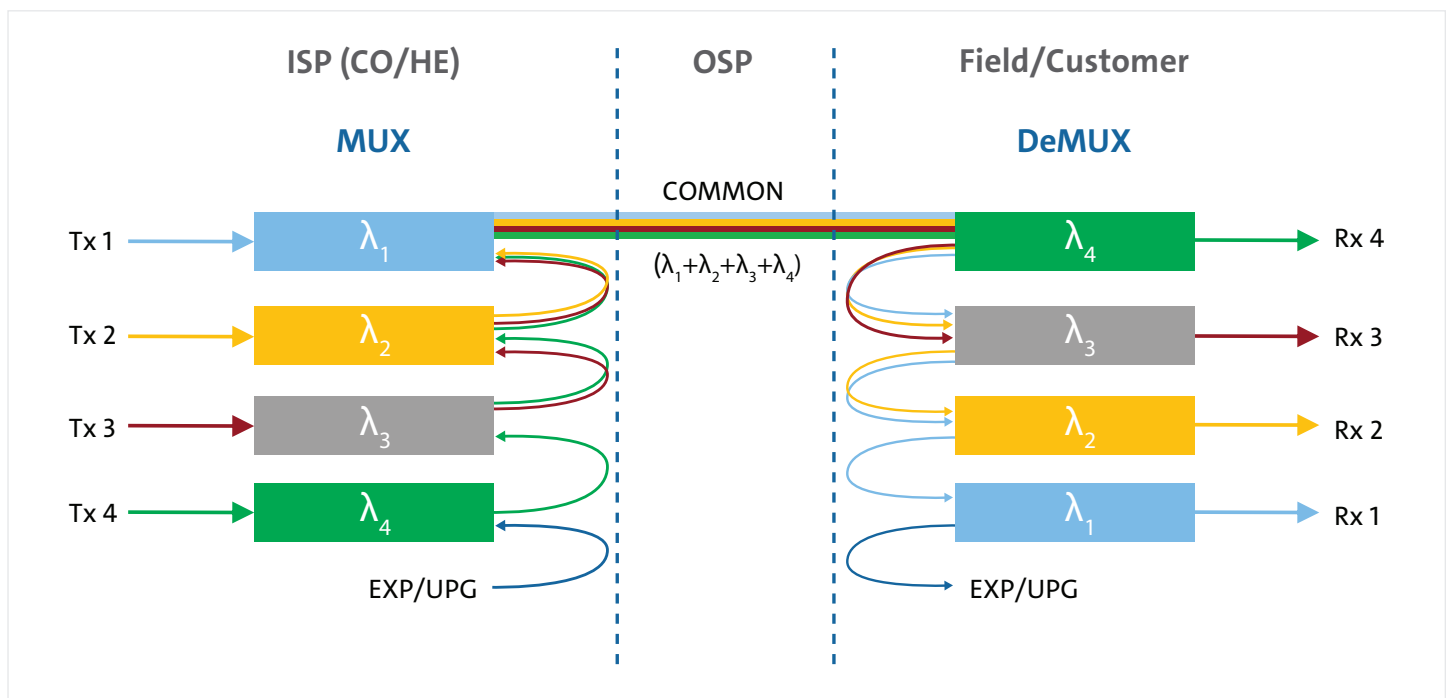 ISP (CO/HE)
OSP
Field/Customer
MUX
DeMUX
COMMON
Tx 1
λ₁
λ₄
Rx 4
(λ₁+λ₂+λ₃+λ₄)
Tx 2
λ₂
λ₃
Rx 3
Tx 3
λ₃
λ₂
Rx 2
Tx 4
λ₄
λ₁
Rx 1
EXP/UPG
EXP/UPG